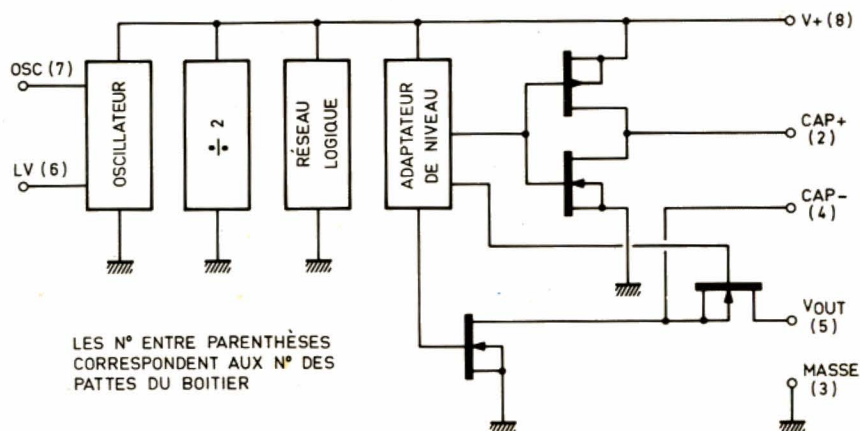 V+(8)
OSC (7)
OSCILLATEUR
÷ 2
RÉSEAU
LOGIQUE
ADAPTATEUR
DE NIVEAU
CAP+
(2)
LV (6)
CAP-
(4)
VOUT
(5)
LES N° ENTRE PARENTHÈSES
CORRESPONDENT AUX N° DES
PATTES DU BOITIER
MASSE
(3)